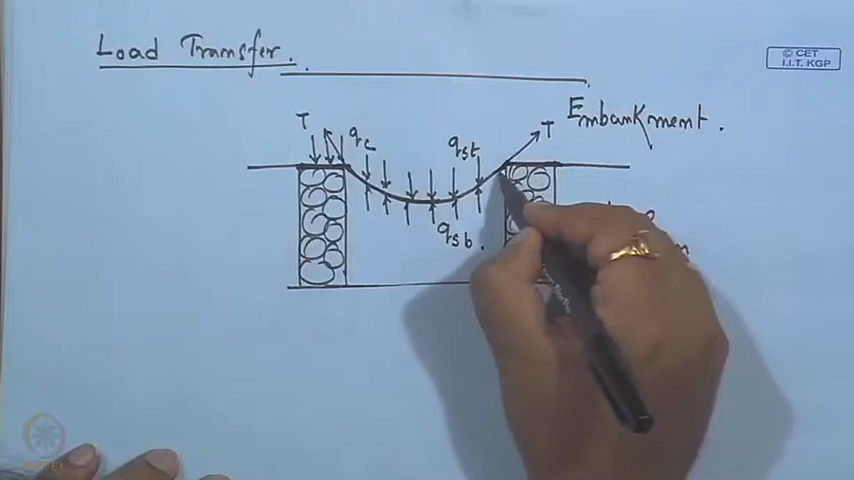 Load Transfer.
© CET
I.I.T. KGP
Embankment.
T
T
qc
qst
qsb.